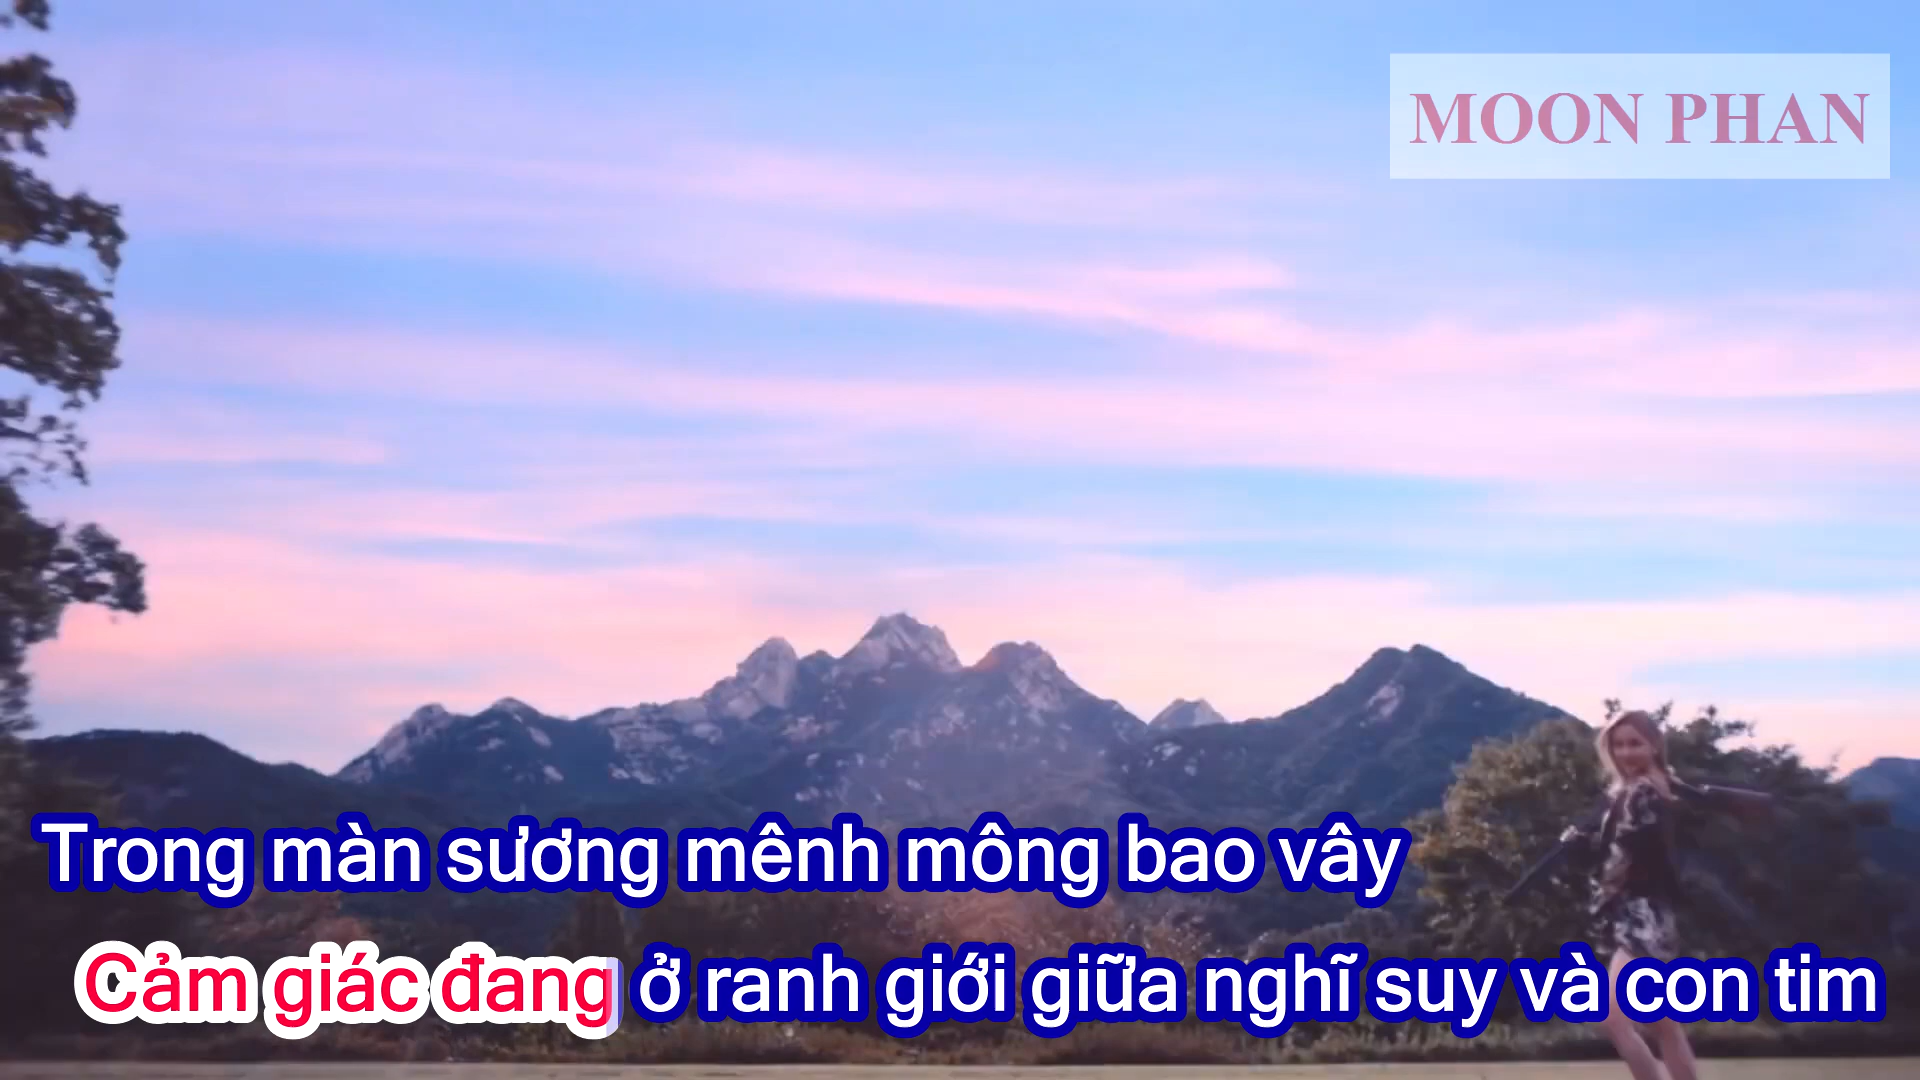 MOON PHAN
Trong màn sương mênh mông bao vây
Cảm giác đang ở ranh giới giữa nghĩ suy và con tim